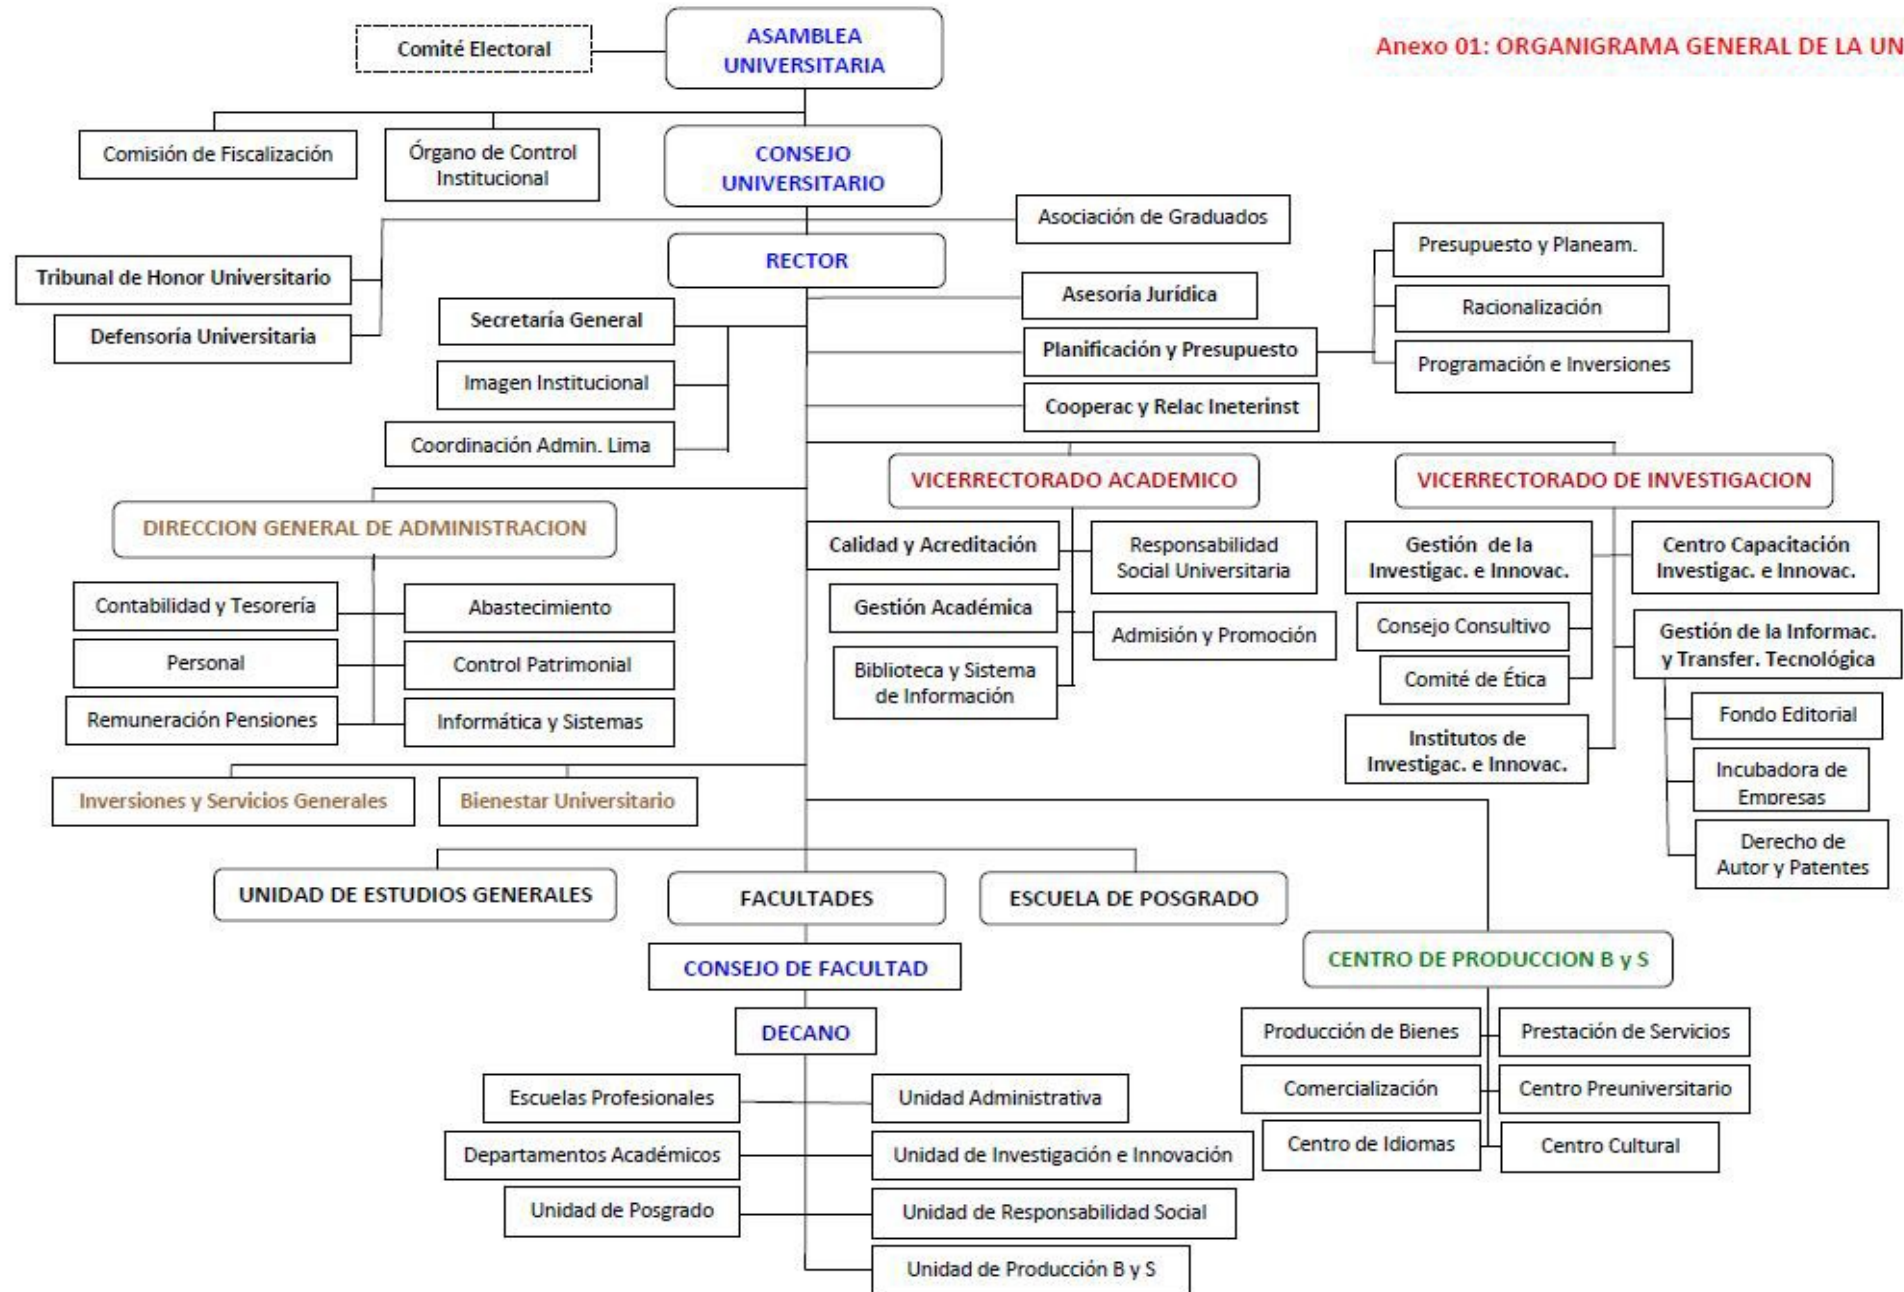 Anexo 01: ORGANIGRAMA GENERAL DE LA UN
Comité Electoral
ASAMBLEA
UNIVERSITARIA
Comisión de Fiscalización
Órgano de Control
Institucional
CONSEJO
UNIVERSITARIO
Asociación de Graduados
RECTOR
Tribunal de Honor Universitario
Defensoría Universitaria
Secretaría General
Imagen Institucional
Coordinación Admin. Lima
Asesoría Jurídica
Planificación y Presupuesto
Cooperac y Relac Ineterinst
Presupuesto y Planeam.
Racionalización
Programación e Inversiones
VICERRECTORADO ACADEMICO
Calidad y Acreditación
Responsabilidad
Social Universitaria
Gestión Académica
Admisión y Promoción
Biblioteca y Sistema
de Información
VICERRECTORADO DE INVESTIGACION
Gestión de la
Investigac. e Innovac.
Centro Capacitación
Investigac. e Innovac.
Consejo Consultivo
Comité de Ética
Gestión de la Informac.
y Transfer. Tecnológica
Institutos de
Investigac. e Innovac.
Fondo Editorial
Incubadora de
Empresas
Derecho de
Autor y Patentes
DIRECCION GENERAL DE ADMINISTRACION
Contabilidad y Tesorería
Abastecimiento
Personal
Control Patrimonial
Remuneración Pensiones
Informática y Sistemas
Inversiones y Servicios Generales
Bienestar Universitario
UNIDAD DE ESTUDIOS GENERALES
FACULTADES
ESCUELA DE POSGRADO
CONSEJO DE FACULTAD
DECANO
Escuelas Profesionales
Unidad Administrativa
Departamentos Académicos
Unidad de Investigación e Innovación
Unidad de Posgrado
Unidad de Responsabilidad Social
Unidad de Producción B y S
CENTRO DE PRODUCCION B y S
Producción de Bienes
Prestación de Servicios
Comercialización
Centro Preuniversitario
Centro de Idiomas
Centro Cultural